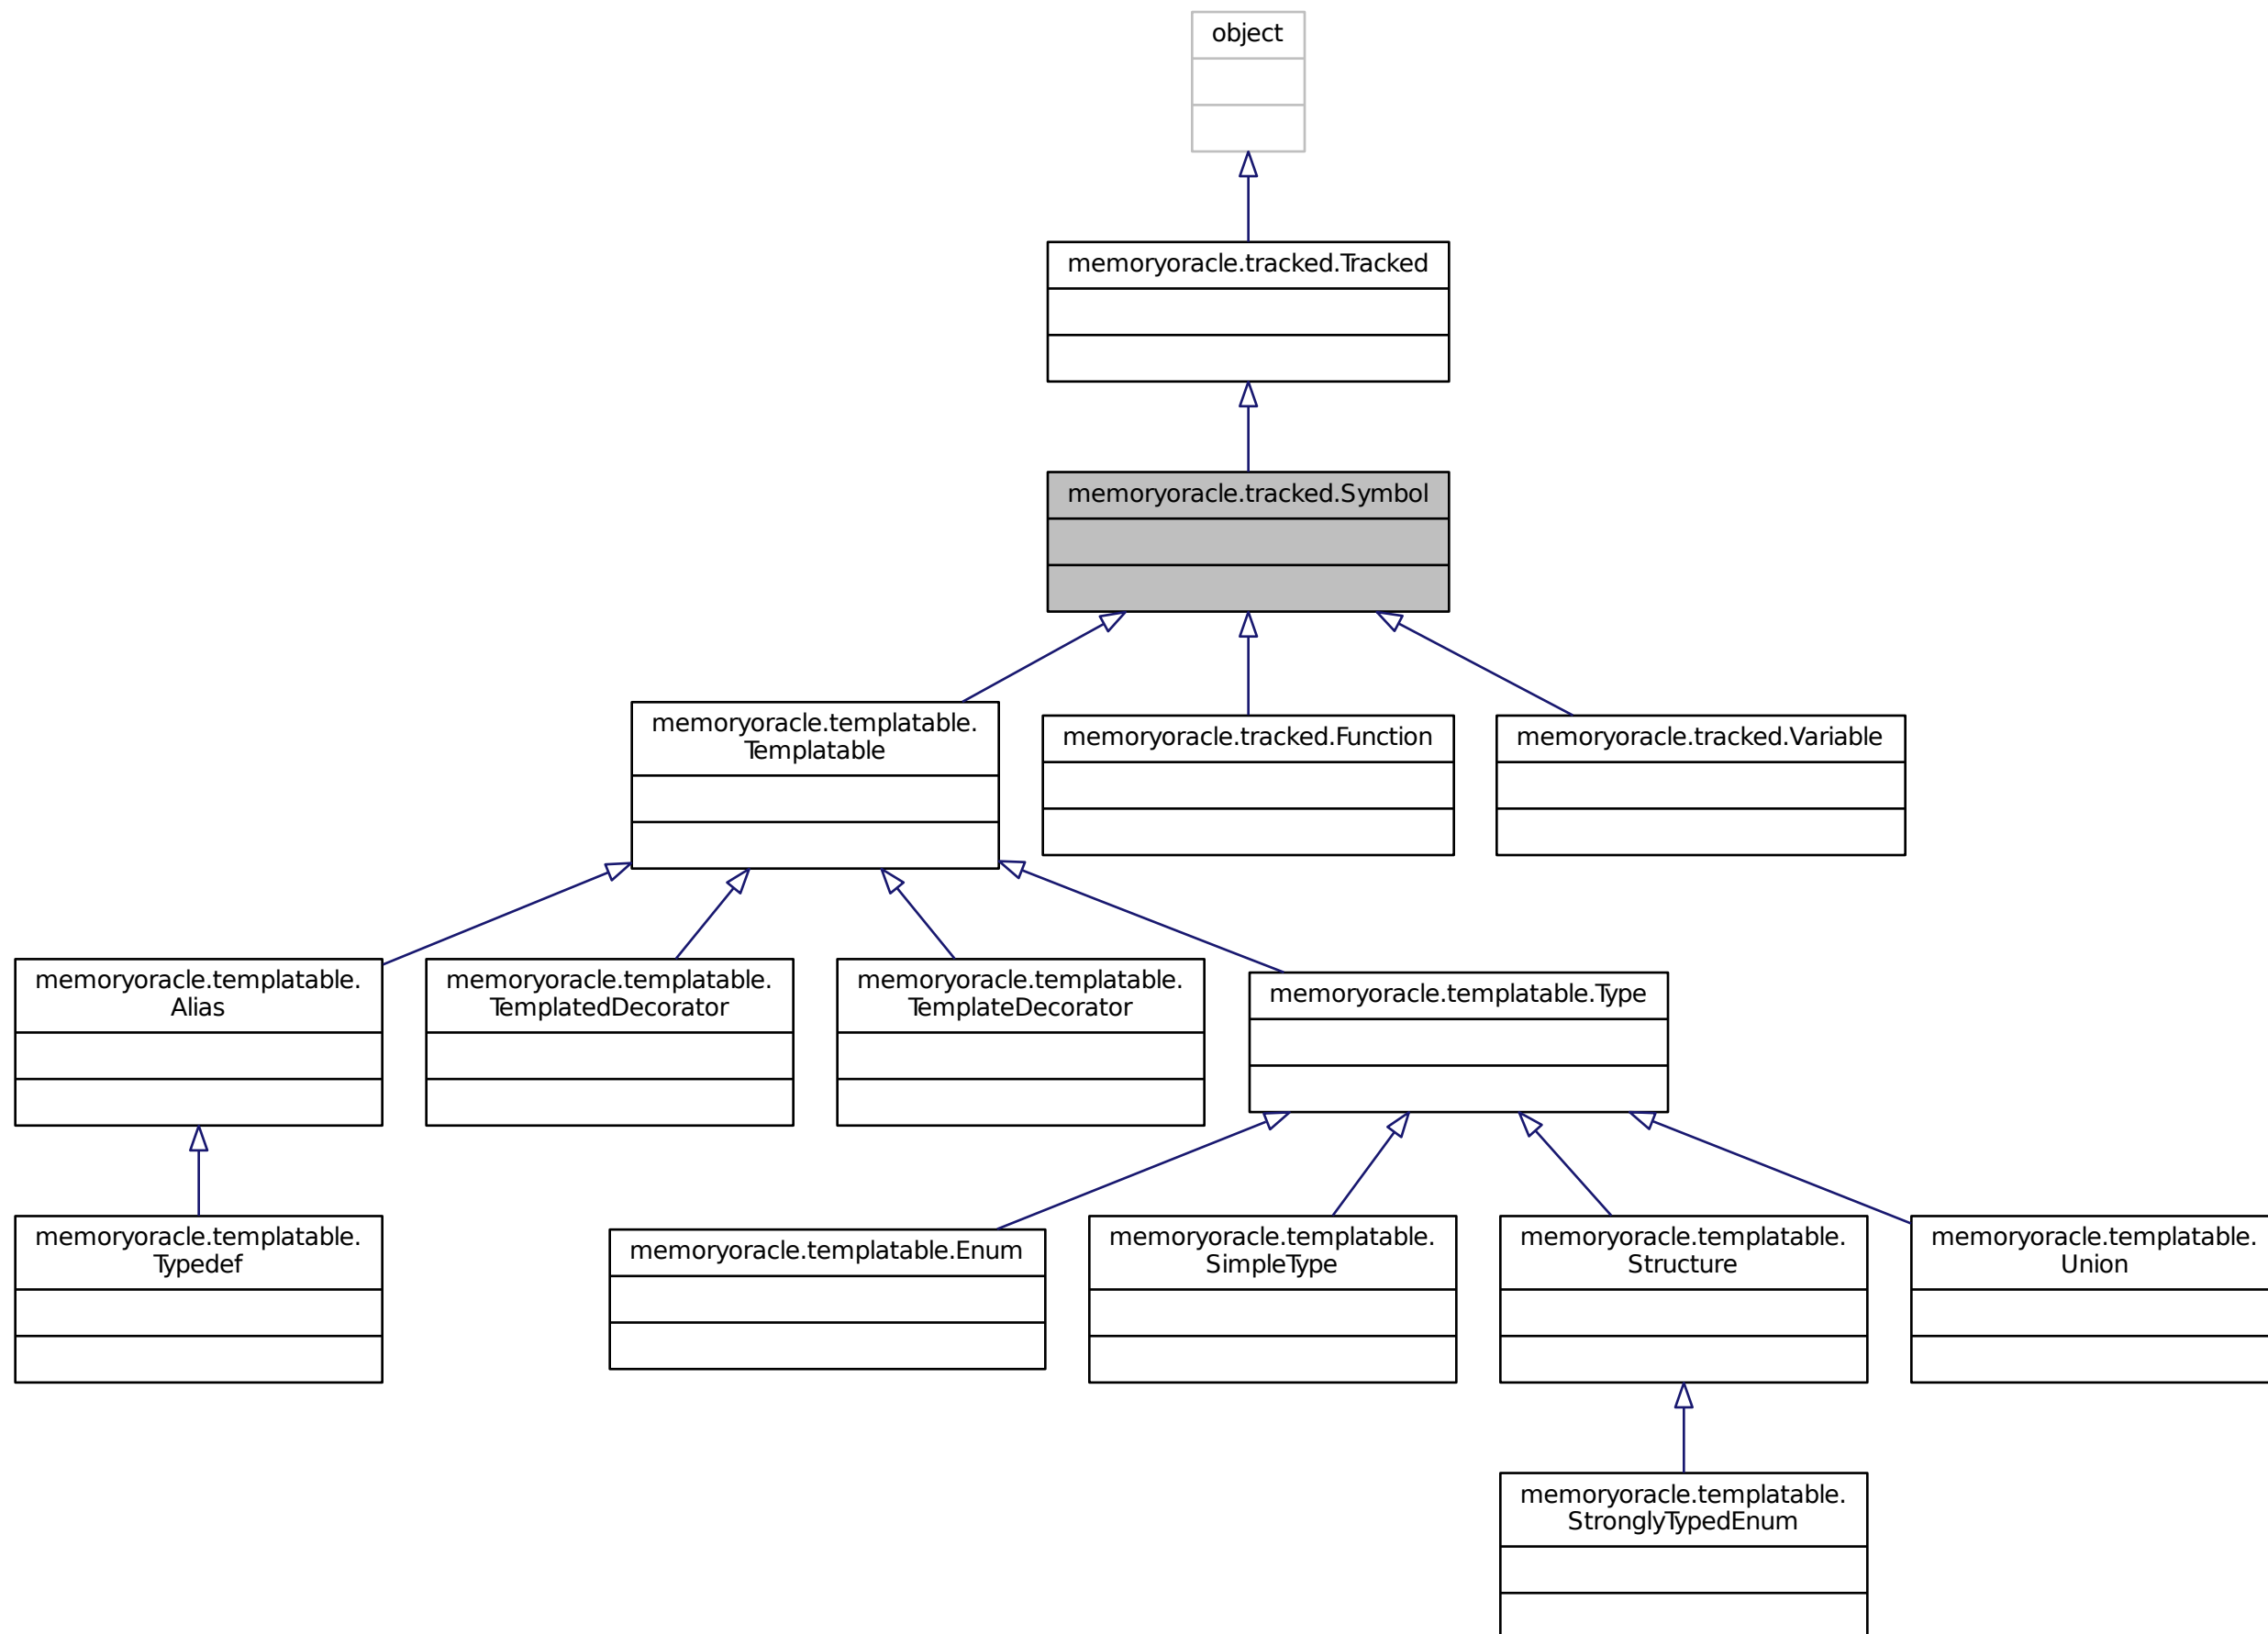 object
memoryoracle.tracked.Tracked
memoryoracle.tracked.Symbol
memoryoracle.templatable.
Templatable
memoryoracle.tracked.Function
memoryoracle.tracked.Variable
memoryoracle.templatable.
Alias
memoryoracle.templatable.
TemplatedDecorator
memoryoracle.templatable.
TemplateDecorator
memoryoracle.templatable.Type
memoryoracle.templatable.
Typedef
memoryoracle.templatable.Enum
memoryoracle.templatable.
SimpleType
memoryoracle.templatable.
Structure
memoryoracle.templatable.
Union
memoryoracle.templatable.
StronglyTypedEnum